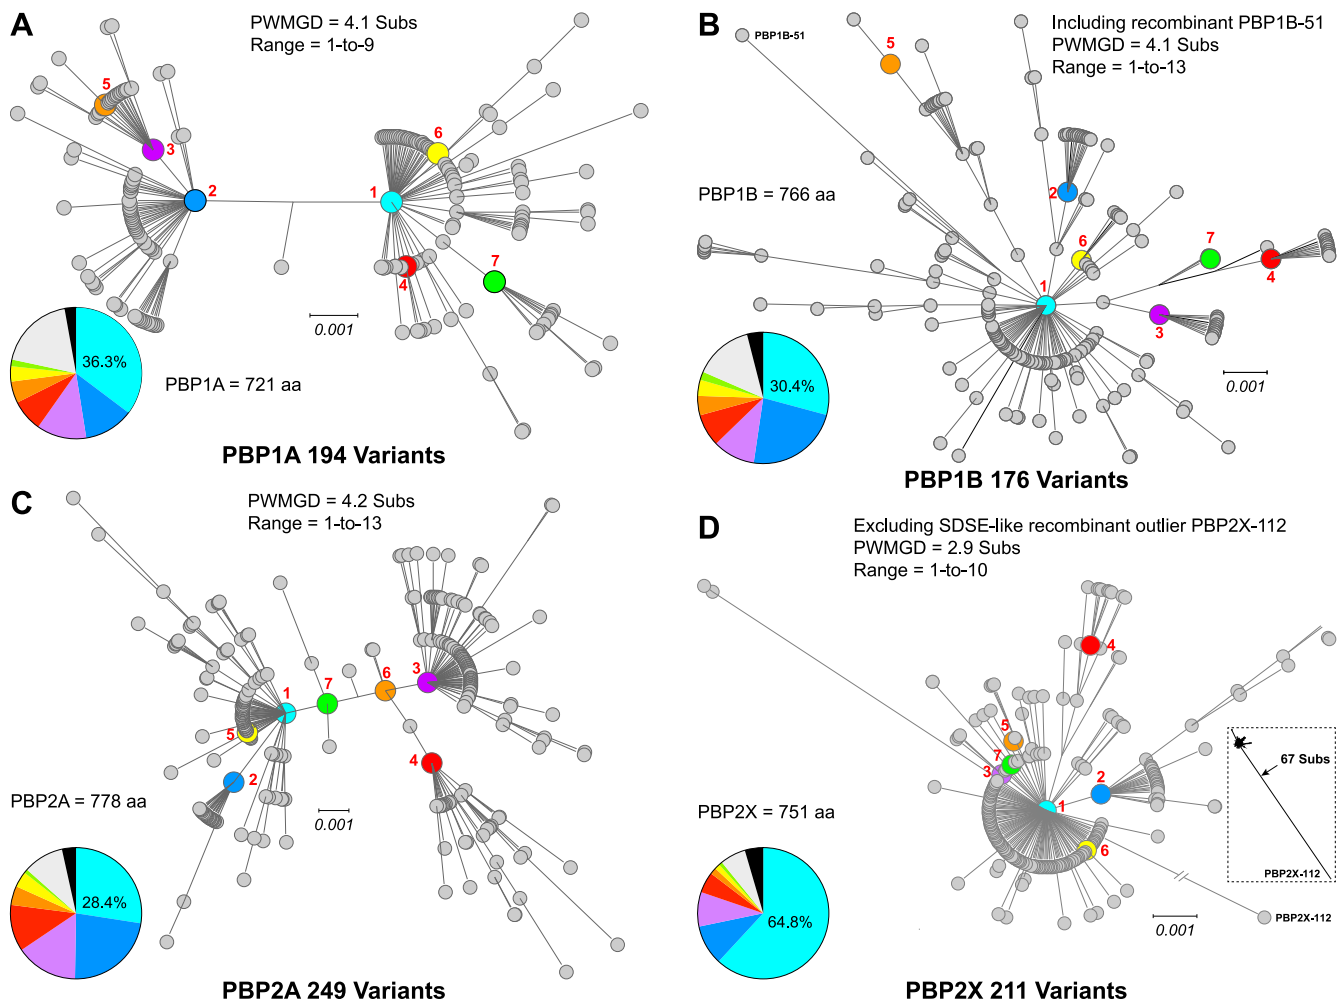 A
PWMGD = 4.1 Subs
Range = 1-to-9
5
3
2
1
6
4
7
0.001
36.3%
PBP1A = 721 aa
PBP1A 194 Variants
B
PBP1B-51
Including recombinant PBP1B-51
PWMGD = 4.1 Subs
Range = 1-to-13
5
PBP1B = 766 aa
2
6
7
4
1
3
0.001
30.4%
PBP1B 176 Variants
C
PWMGD = 4.2 Subs
Range = 1-to-13
1
7
6
3
5
2
4
PBP2A = 778 aa
0.001
28.4%
PBP2A 249 Variants
D
Excluding SDSE-like recombinant outlier PBP2X-112
PWMGD = 2.9 Subs
Range = 1-to-10
4
5
7
3
2
1
6
67 Subs
PBP2X-112
PBP2X = 751 aa
PBP2X-112
0.001
64.8%
PBP2X 211 Variants